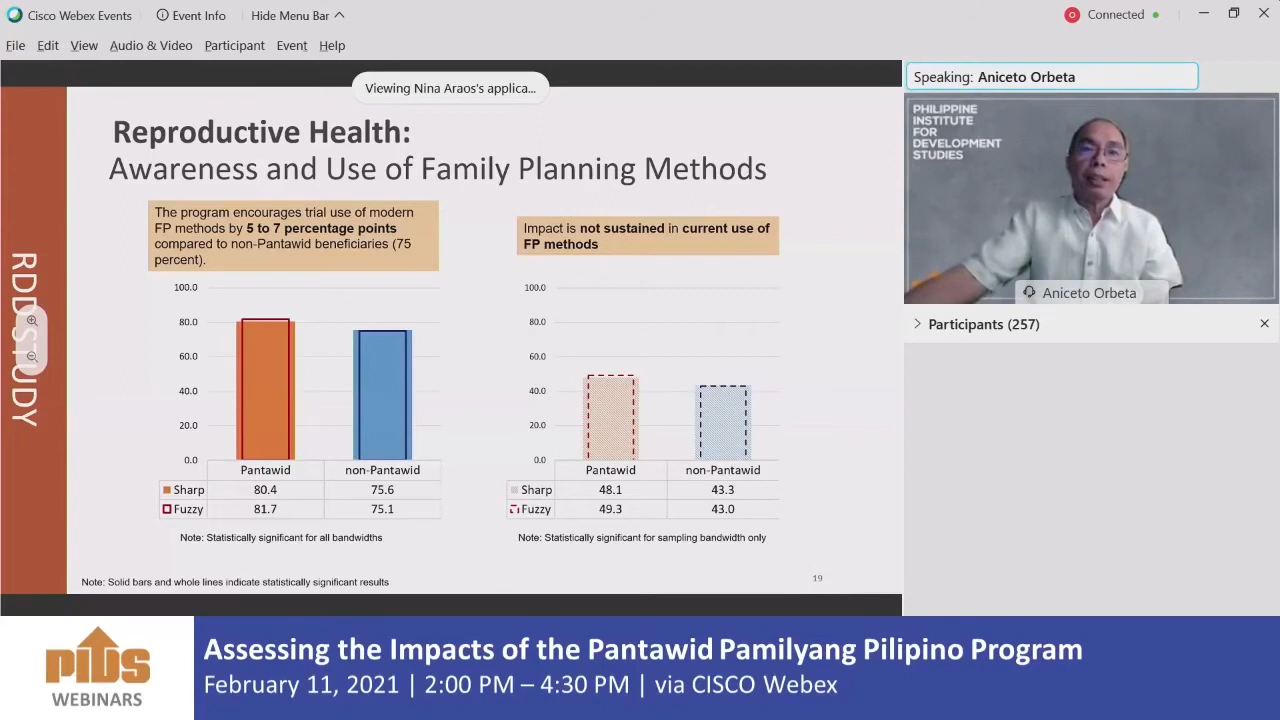 Cisco Webex Events
Event Info
Hide Menu Bar
Connected
File Edit View Audio & Video Participant Event Help
Viewing Nina Araos's applica...
RDD STUDY
Reproductive Health:
Awareness and Use of Family Planning Methods
The program encourages trial use of modern
FP methods by 5 to 7 percentage points
compared to non-Pantawid beneficiaries (75
percent).
100.0
80.0
60.0
40.0
20.0
0.0
Pantawid non-Pantawid
Sharp 80.4 75.6
Fuzzy 81.7 75.1
Note: Statistically significant for all bandwidths
Impact is not sustained in current use of
FP methods
100.0
80.0
60.0
40.0
20.0
0.0
Pantawid non-Pantawid
Sharp 48.1 43.3
Fuzzy 49.3 43.0
Note: Statistically significant for sampling bandwidth only
Note: Solid bars and whole lines indicate statistically significant results
19
Speaking: Aniceto Orbeta
PHILIPPINE
INSTITUTE
FOR
DEVELOPMENT
STUDIES
Aniceto Orbeta
Participants (257)
PIDS
WEBINARS
Assessing the Impacts of the Pantawid Pamilyang Pilipino Program
February 11, 2021 | 2:00 PM – 4:30 PM | via CISCO Webex